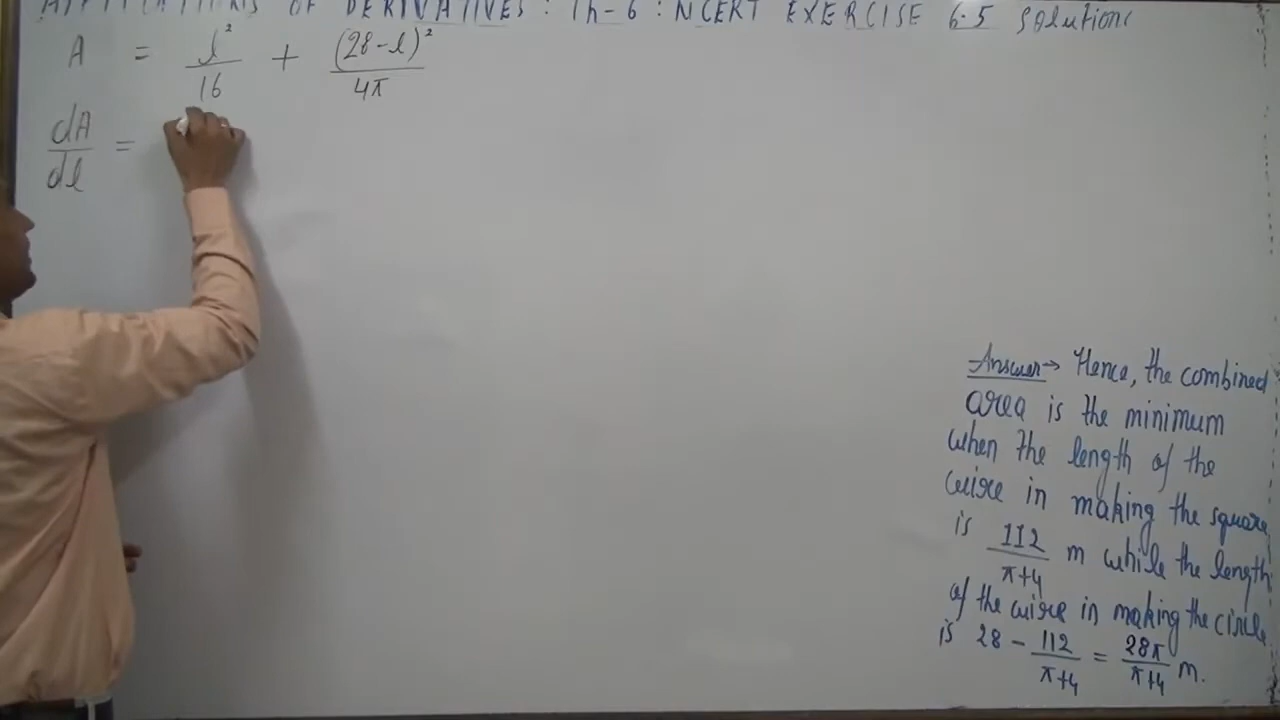 APPLICATIONS OF DERIVATIVES : Ch-6 : NCERT EXERCISE 6.5 Solutions
A = l²/16 + (28-l)²/4π
dA/dl =
Answer→ Hence, the combined
area is the minimum
when the length of the
wire in making the square
is 112/π+4 m while the length
of the wire in making the circle
is 28 - 112/π+4 = 28π/π+4 m.